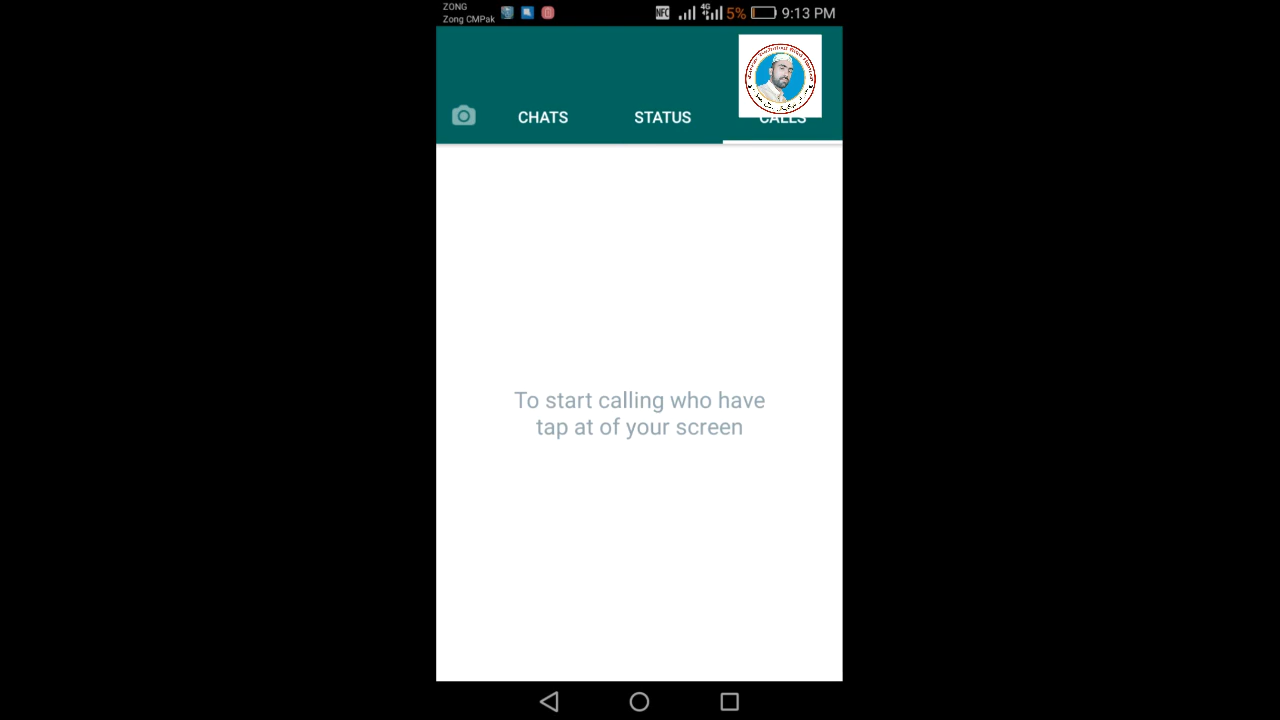 ZONG
Zong CMPak
NFC 4G 5% 9:13 PM
CHATS STATUS CALLS
To start calling who have
tap at of your screen